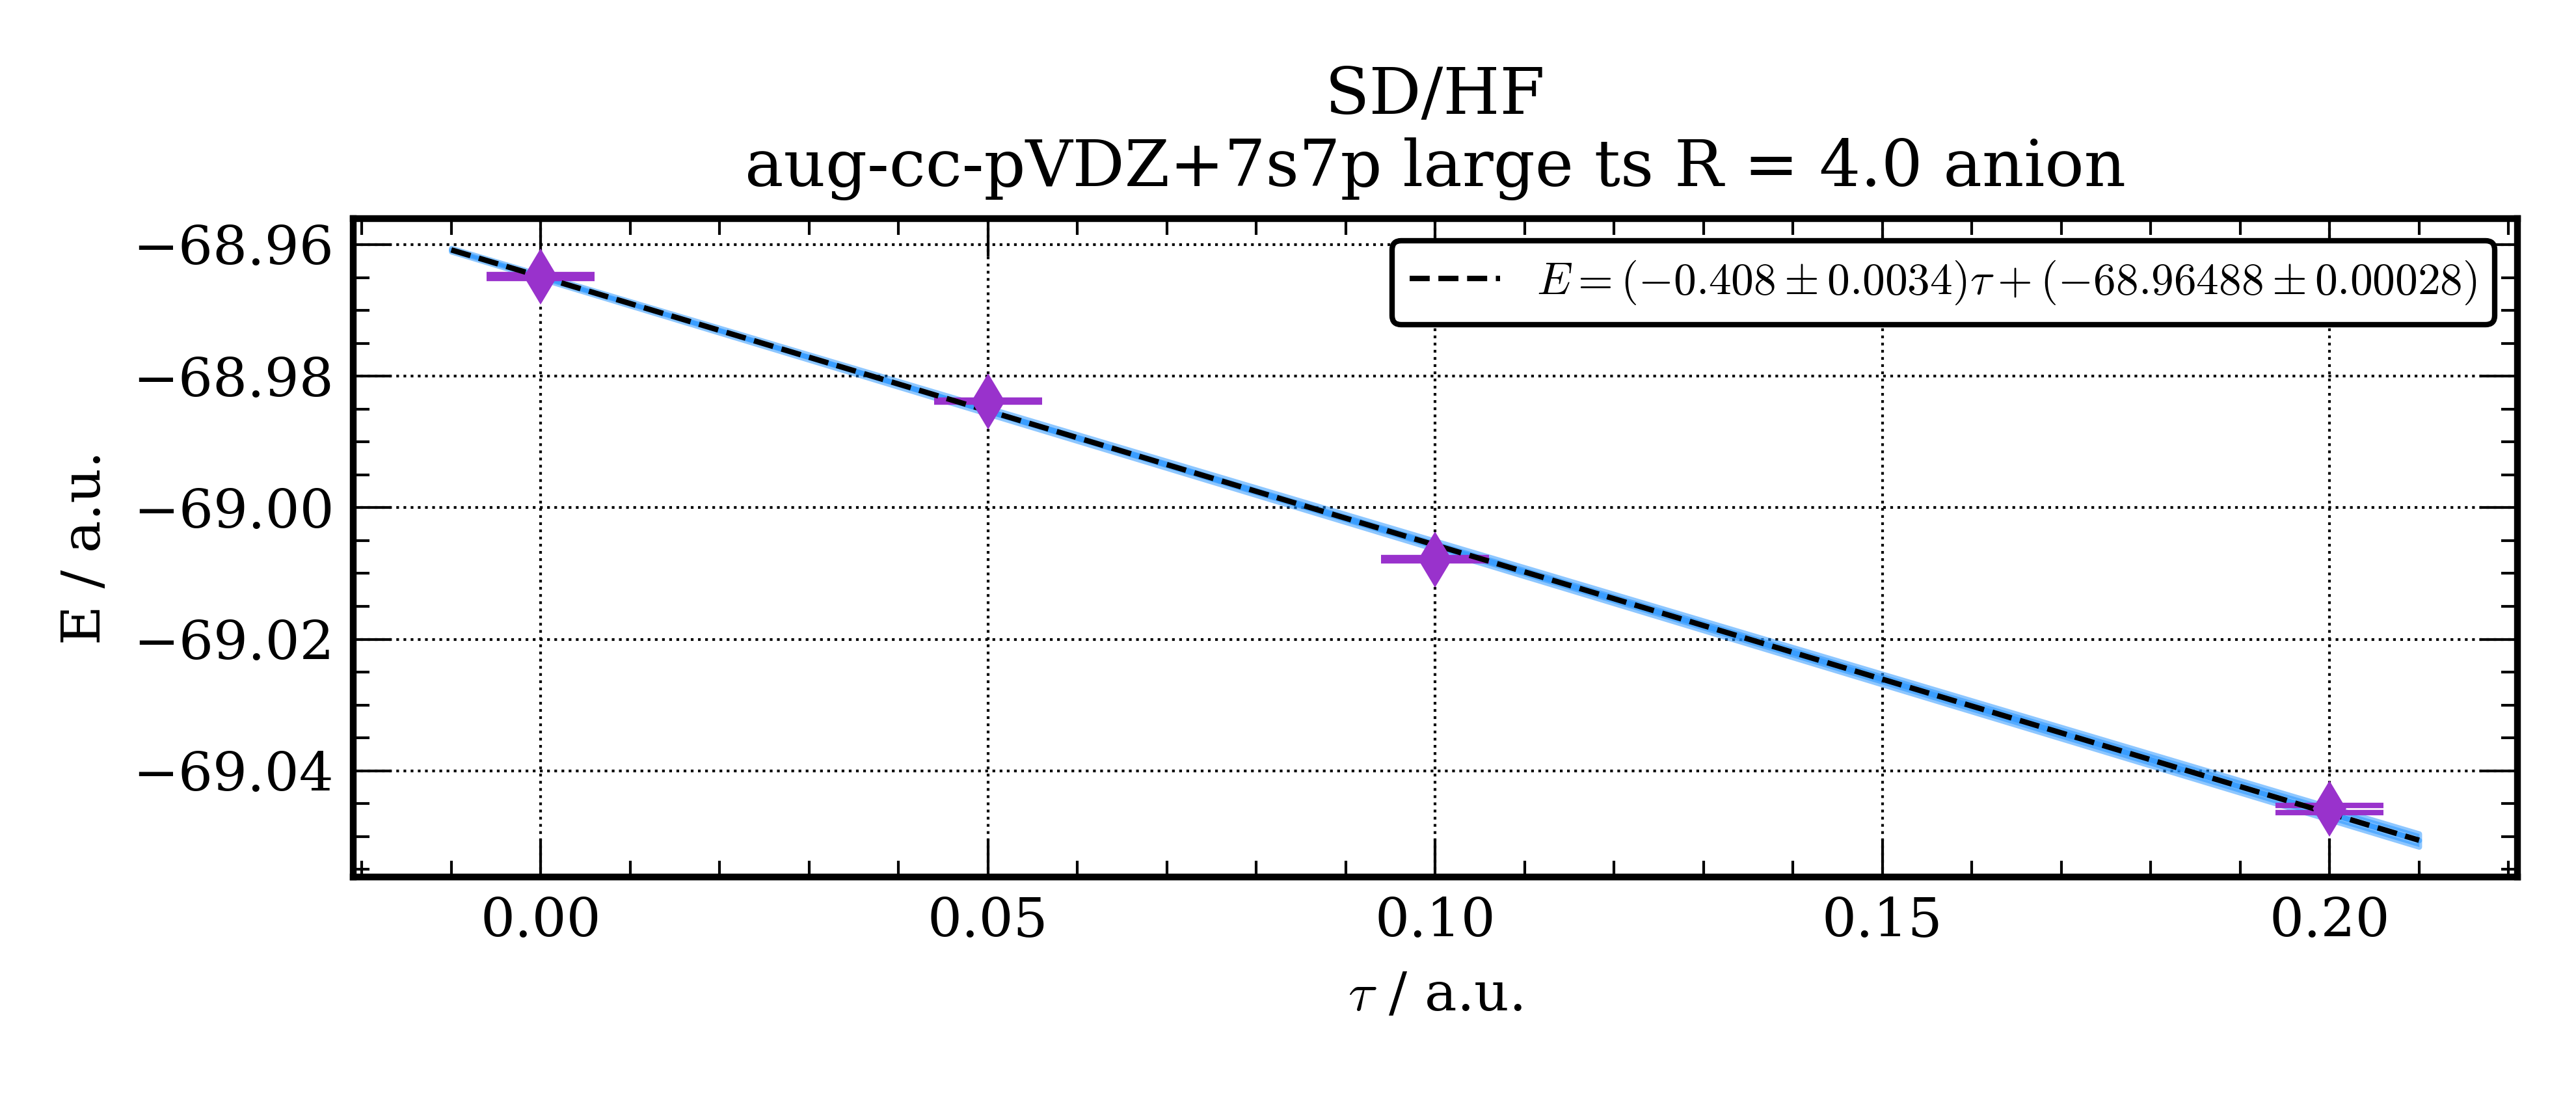 SD/HF
aug-cc-pVDZ+7s7p large ts R = 4.0 anion
E = (−0.408 ± 0.0034)τ + (−68.96488 ± 0.00028)
−68.96
−68.98
−69.00
−69.02
−69.04
E / a.u.
0.00 0.05 0.10 0.15 0.20
τ / a.u.